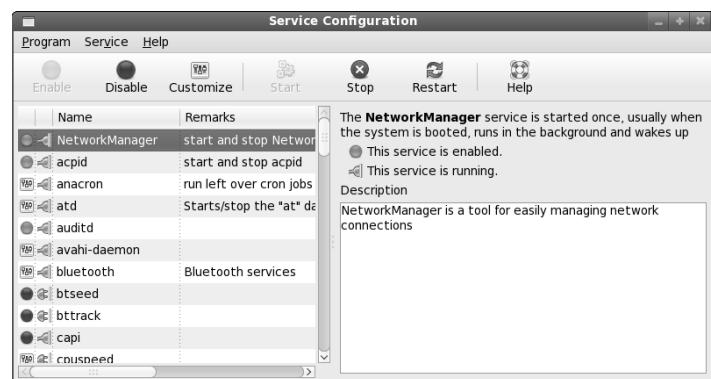 Service Configuration
Program Service Help
Enable Disable Customize Start Stop Restart Help
Name Remarks
NetworkManager start and stop Networ
acpid start and stop acpid
anacron run left over cron jobs
atd Starts/stop the "at" da
auditd
avahi-daemon
bluetooth Bluetooth services
btseed
bttrack
capi
cpuspeed
The NetworkManager service is started once, usually when
the system is booted, runs in the background and wakes up
This service is enabled.
This service is running.
Description
NetworkManager is a tool for easily managing network
connections